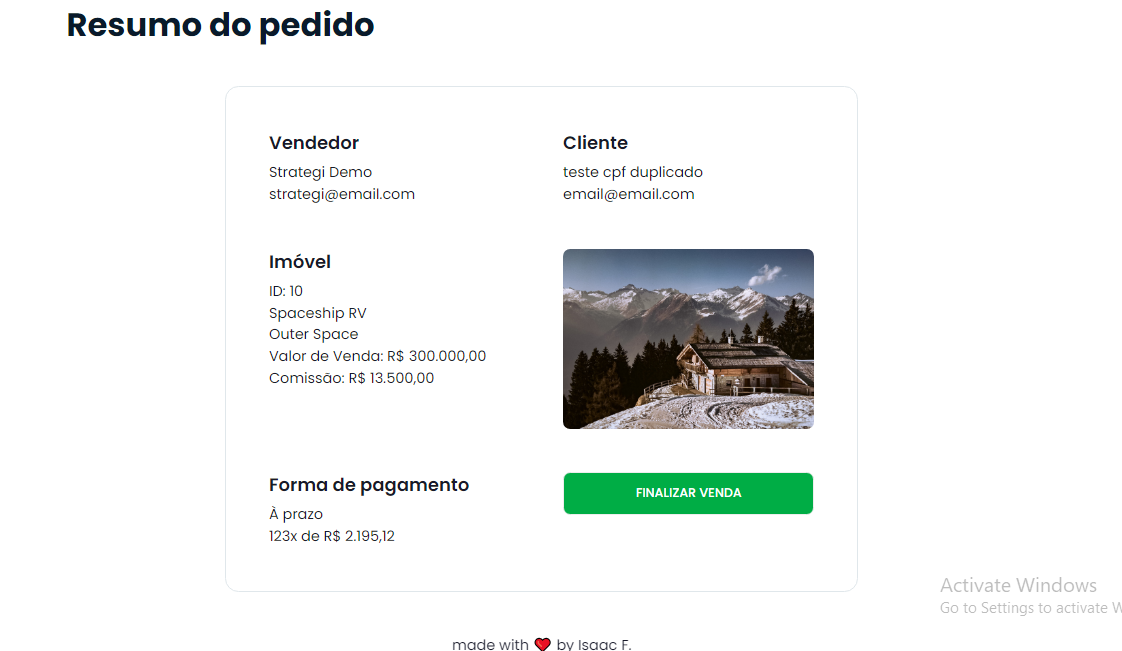 Resumo do pedido
Vendedor
Strategi Demo
strategi@email.com
Cliente
teste cpf duplicado
email@email.com
Imóvel
ID: 10
Spaceship RV
Outer Space
Valor de Venda: R$ 300.000,00
Comissão: R$ 13.500,00
Forma de pagamento
À prazo
123x de R$ 2.195,12
FINALIZAR VENDA
Activate Windows
Go to Settings to activate W
made with ❤ by Isaac F.